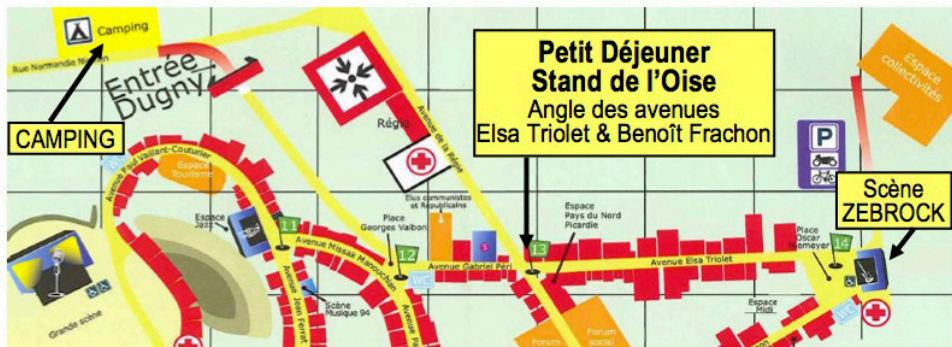 Camping
Rue Normandie Niemen
Entrée
Dugny
CAMPING
Régie
Avenue de la Régie
Petit Déjeuner
Stand de l'Oise
Angle des avenues
Elsa Triolet & Benoît Frachon
Espace
collectivités
P
Scène
ZEBROCK
WC
Avenue Paul Vaillant-Couturier
Espace
Tourisme
Espace
Jazz
11
Avenue Missak Manouchian
Avenue Jean Ferrat
Scène
Musique 94
Grande scène
Elus communistes
et Républicains
Place
Georges Valbon
12
WC
Avenue Gabriel Péri
5
13
Espace
Pays du Nord
Picardie
Avenue Elsa Triolet
Place
Oscar
Niemeyer
14
Espace
Midi
WC
Forum
Forum
social